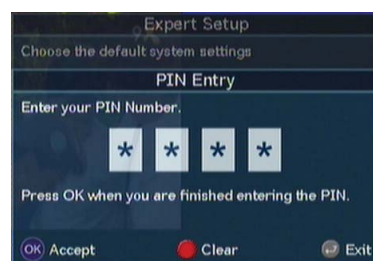 Expert Setup
Choose the default system settings
PIN Entry
Enter your PIN Number.
* * * *
Press OK when you are finished entering the PIN.
OK Accept Clear Exit